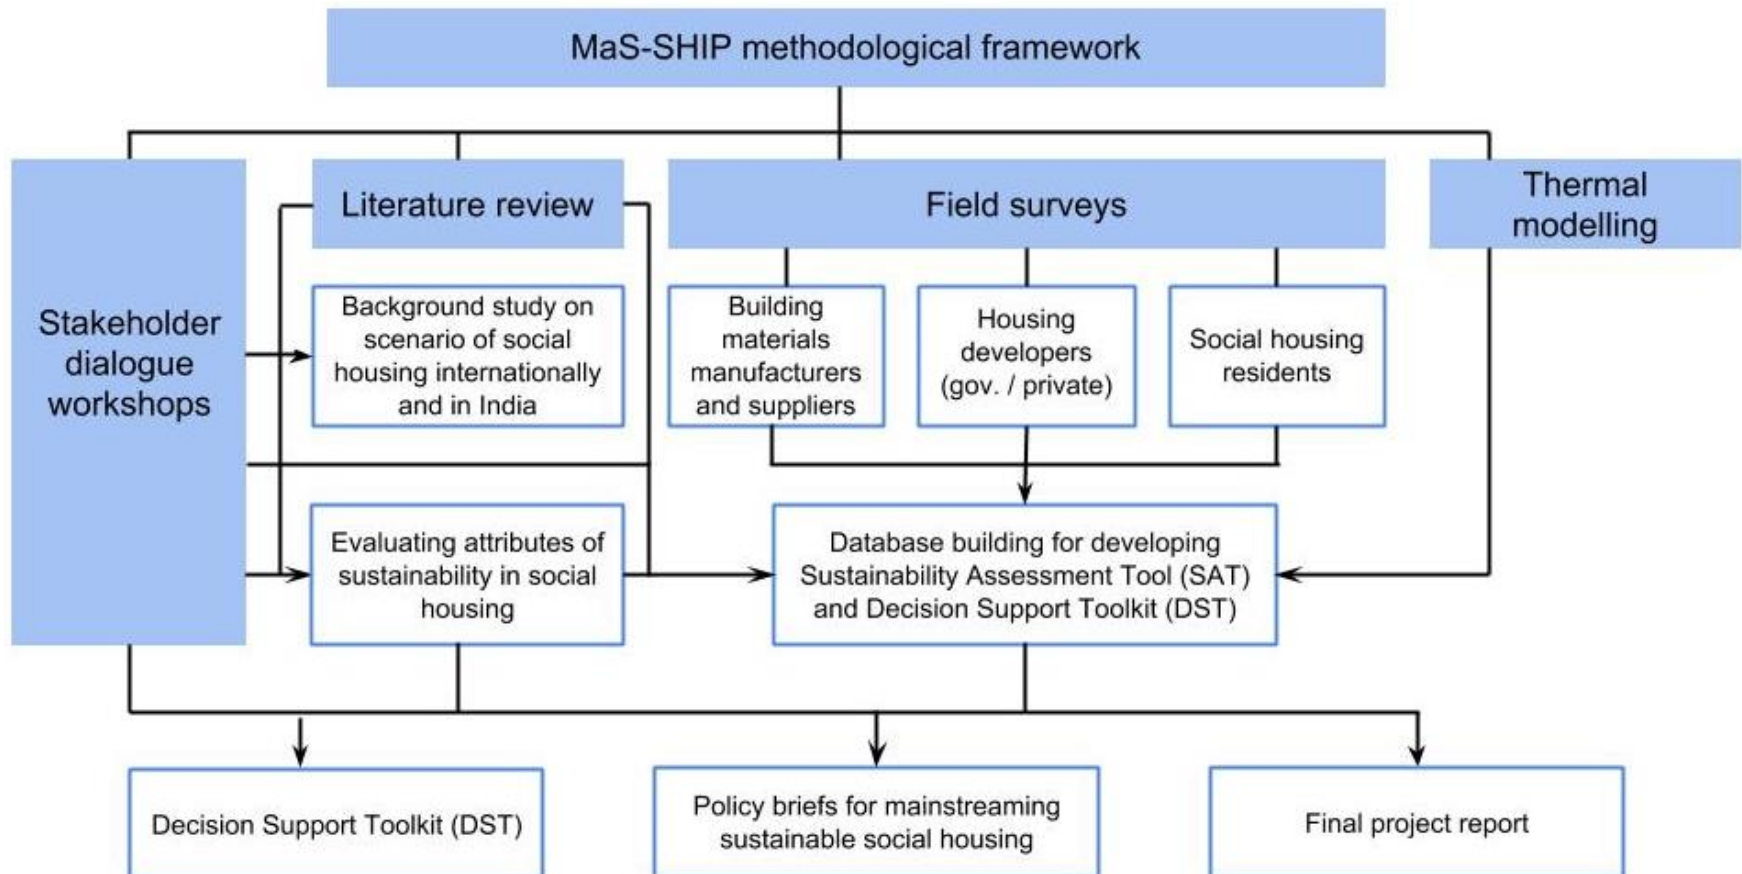 MaS-SHIP methodological framework
Stakeholder
dialogue
workshops
Literature review
Field surveys
Thermal
modelling
Background study on
scenario of social
housing internationally
and in India
Building
materials
manufacturers
and suppliers
Housing
developers
(gov. / private)
Social housing
residents
Evaluating attributes of
sustainability in social
housing
Database building for developing
Sustainability Assessment Tool (SAT)
and Decision Support Toolkit (DST)
Decision Support Toolkit (DST)
Policy briefs for mainstreaming
sustainable social housing
Final project report